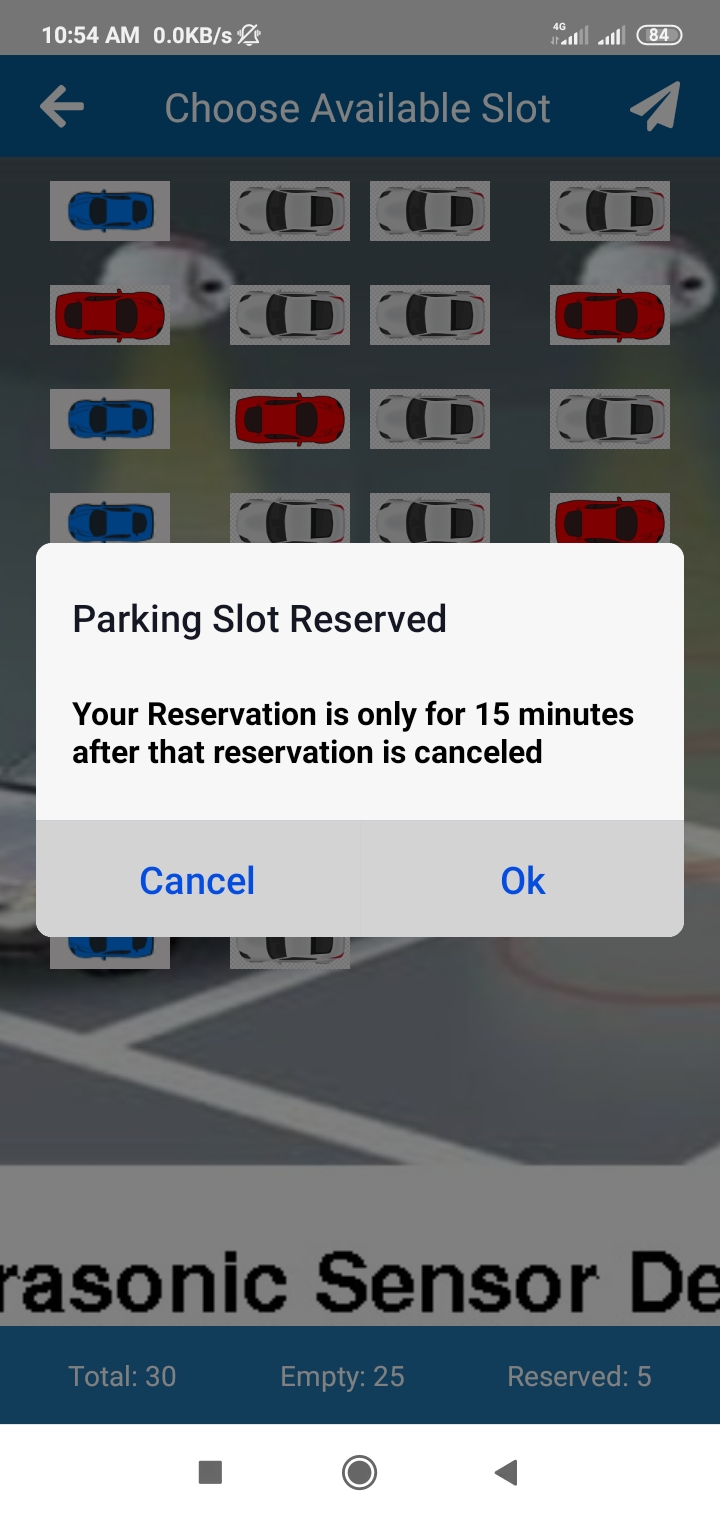 10:54 AM 0.0KB/s 4G 84
Choose Available Slot
Parking Slot Reserved
Your Reservation is only for 15 minutes
after that reservation is canceled
Cancel Ok
rasonic Sensor De
Total: 30 Empty: 25 Reserved: 5